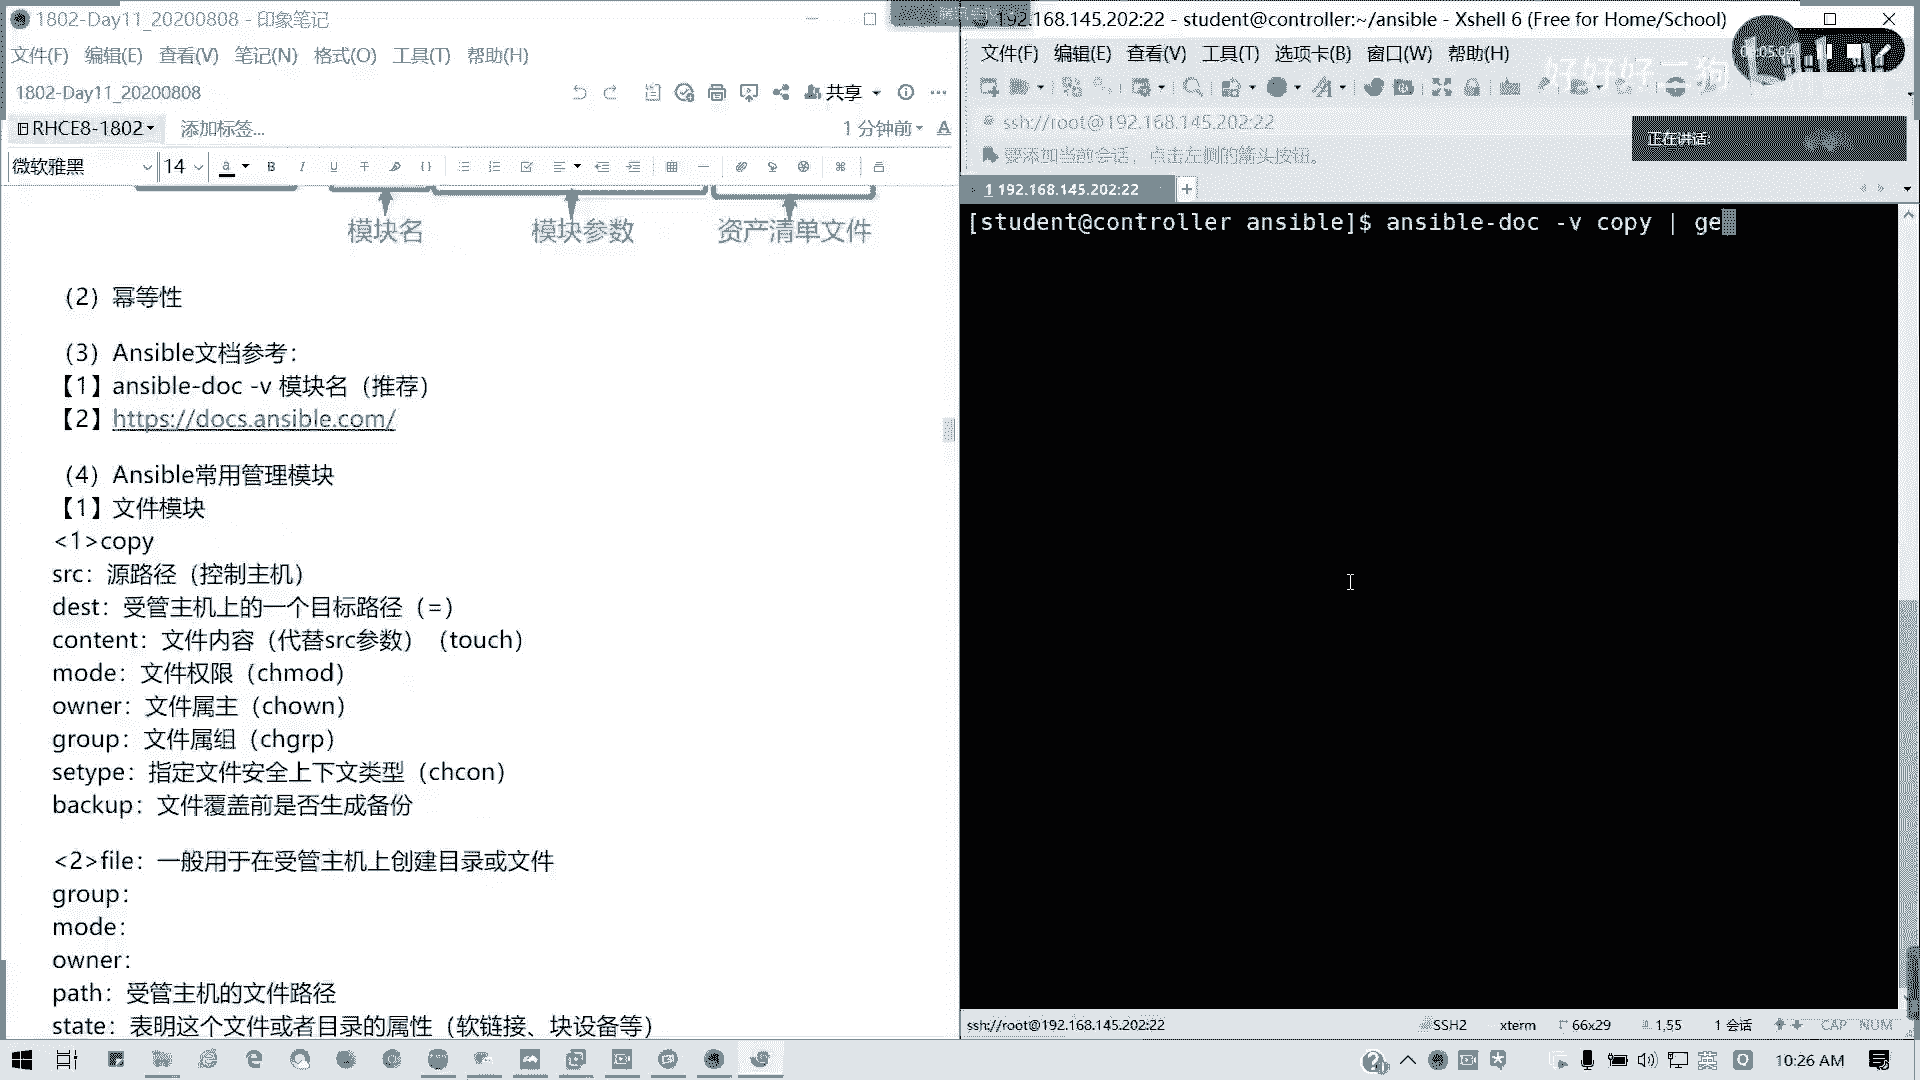 1802-Day11_20200808 - 印象笔记
文件(F) 编辑(E) 查看(V) 笔记(N) 格式(O) 工具(T) 帮助(H)
1802-Day11_20200808
共享
RHCE8-1802
添加标签...
1 分钟前
微软雅黑 14
模块名 模块参数 资产清单文件
（2）幂等性
（3）Ansible文档参考：
【1】ansible-doc -v 模块名（推荐）
【2】https://docs.ansible.com/
（4）Ansible常用管理模块
【1】文件模块
<1>copy
src：源路径（控制主机）
dest：受管主机上的一个目标路径（=）
content：文件内容（代替src参数）（touch）
mode：文件权限（chmod）
owner：文件属主（chown）
group：文件属组（chgrp）
setype：指定文件安全上下文类型（chcon）
backup：文件覆盖前是否生成备份
<2>file：一般用于在受管主机上创建目录或文件
group：
mode：
owner：
path：受管主机的文件路径
state：表明这个文件或者目录的属性（软链接、块设备等）
192.168.145.202:22 - student@controller:~/ansible - Xshell 6 (Free for Home/School)
文件(F) 编辑(E) 查看(V) 工具(T) 选项卡(B) 窗口(W) 帮助(H)
ssh://root@192.168.145.202:22
要添加当前会话，点击左侧的箭头按钮。
正在讲话:
1 192.168.145.202:22
[student@controller ansible]$ ansible-doc -v copy | ge
ssh://root@192.168.145.202:22 SSH2 xterm 66x29 1,55 1 会话 CAP NUM
英 10:26 AM